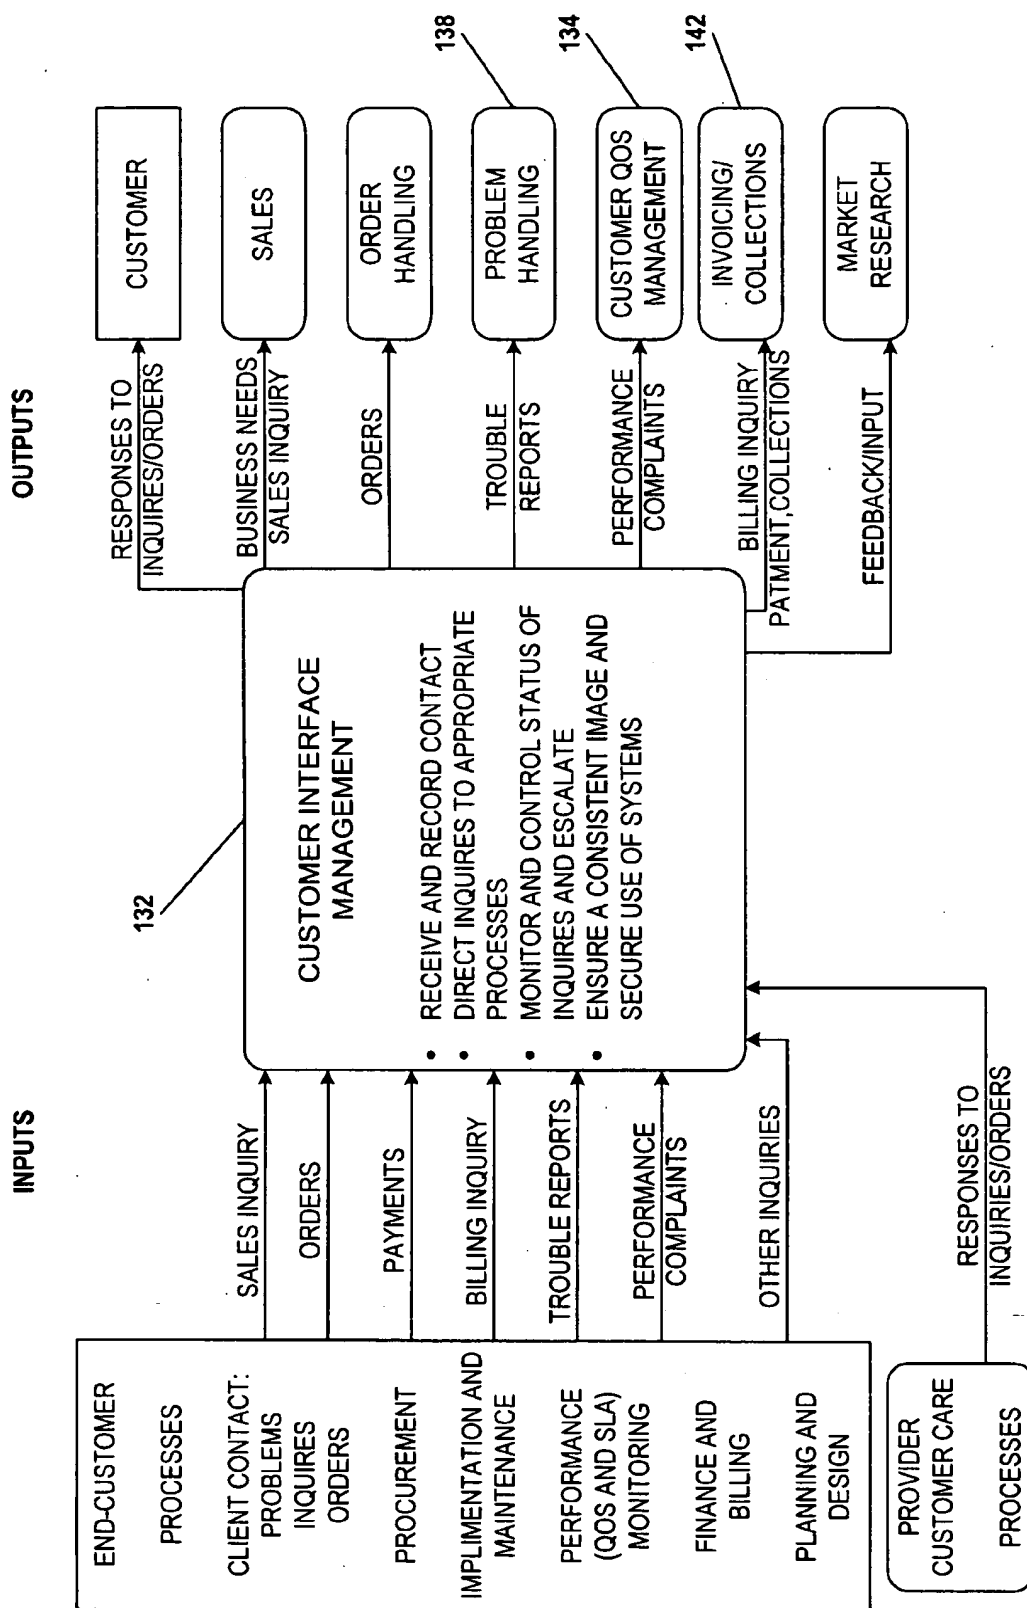 INPUTS
OUTPUTS
END-CUSTOMER
PROCESSES
CLIENT CONTACT:
PROBLEMS
INQUIRES
ORDERS
PROCUREMENT
IMPLIMENTATION AND
MAINTENANCE
PERFORMANCE
(QOS AND SLA)
MONITORING
FINANCE AND
BILLING
PLANNING AND
DESIGN
PROVIDER
CUSTOMER CARE
PROCESSES
SALES INQUIRY
ORDERS
PAYMENTS
BILLING INQUIRY
TROUBLE REPORTS
PERFORMANCE
COMPLAINTS
OTHER INQUIRIES
RESPONSES TO
INQUIRIES/ORDERS
132
CUSTOMER INTERFACE
MANAGEMENT
• RECEIVE AND RECORD CONTACT
• DIRECT INQUIRES TO APPROPRIATE
PROCESSES
• MONITOR AND CONTROL STATUS OF
INQUIRES AND ESCALATE
• ENSURE A CONSISTENT IMAGE AND
SECURE USE OF SYSTEMS
RESPONSES TO
INQUIRES/ORDERS
BUSINESS NEEDS
SALES INQUIRY
ORDERS
TROUBLE
REPORTS
PERFORMANCE
COMPLAINTS
BILLING INQUIRY
PATMENT,COLLECTIONS
FEEDBACK/INPUT
CUSTOMER
SALES
ORDER
HANDLING
PROBLEM
HANDLING
138
CUSTOMER QOS
MANAGEMENT
134
INVOICING/
COLLECTIONS
142
MARKET
RESEARCH